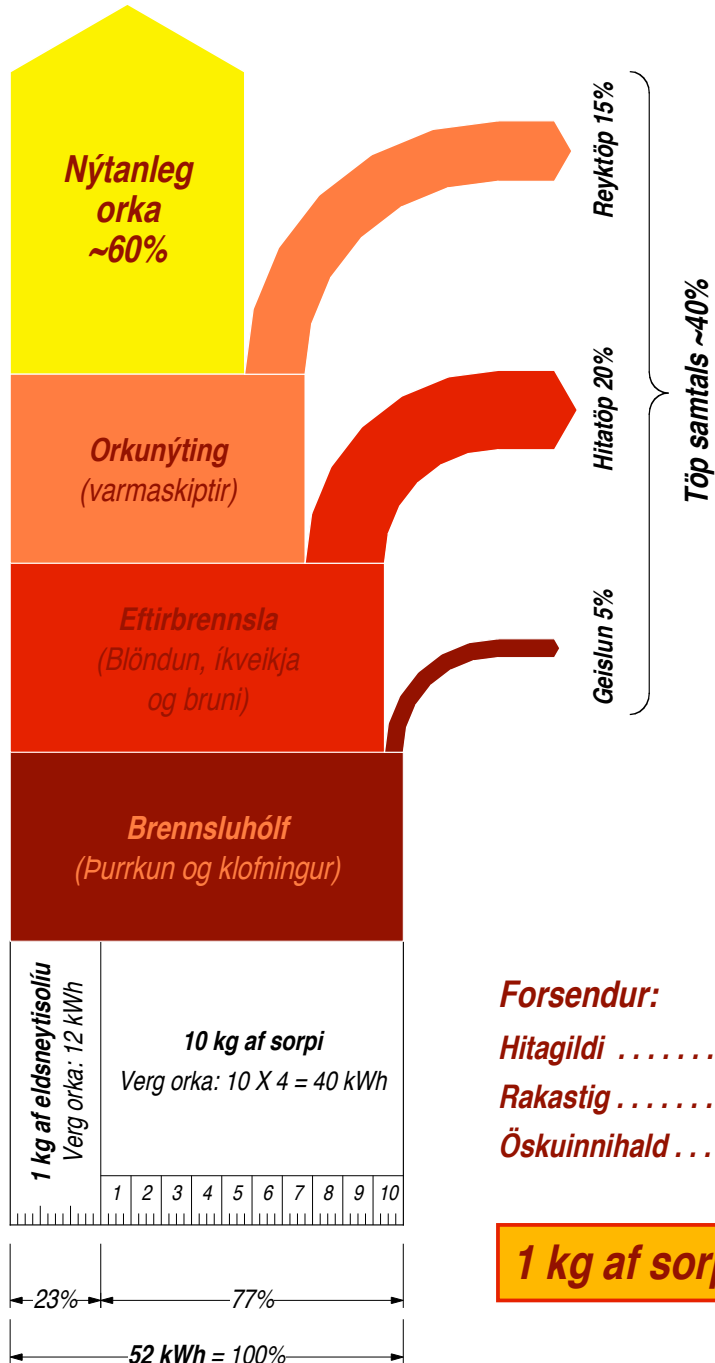 Nýtanleg
orka
~60%
Reyktöp 15%
Orkunýting
(varmaskiptir)
Hitatöp 20%
Töp samtals ~40%
Eftirbrennsla
(Blöndun, íkveikja
og bruni)
Geislun 5%
Brennsluhólf
(Þurrkun og klofningur)
1 kg af eldsneytisolíu
Verg orka: 12 kWh
10 kg af sorpi
Verg orka: 10 X 4 = 40 kWh
1 2 3 4 5 6 7 8 9 10
23% 77%
52 kWh = 100%
Forsendur:
Hitagildi .......
Rakastig .......
Öskuinnihald ...
1 kg af